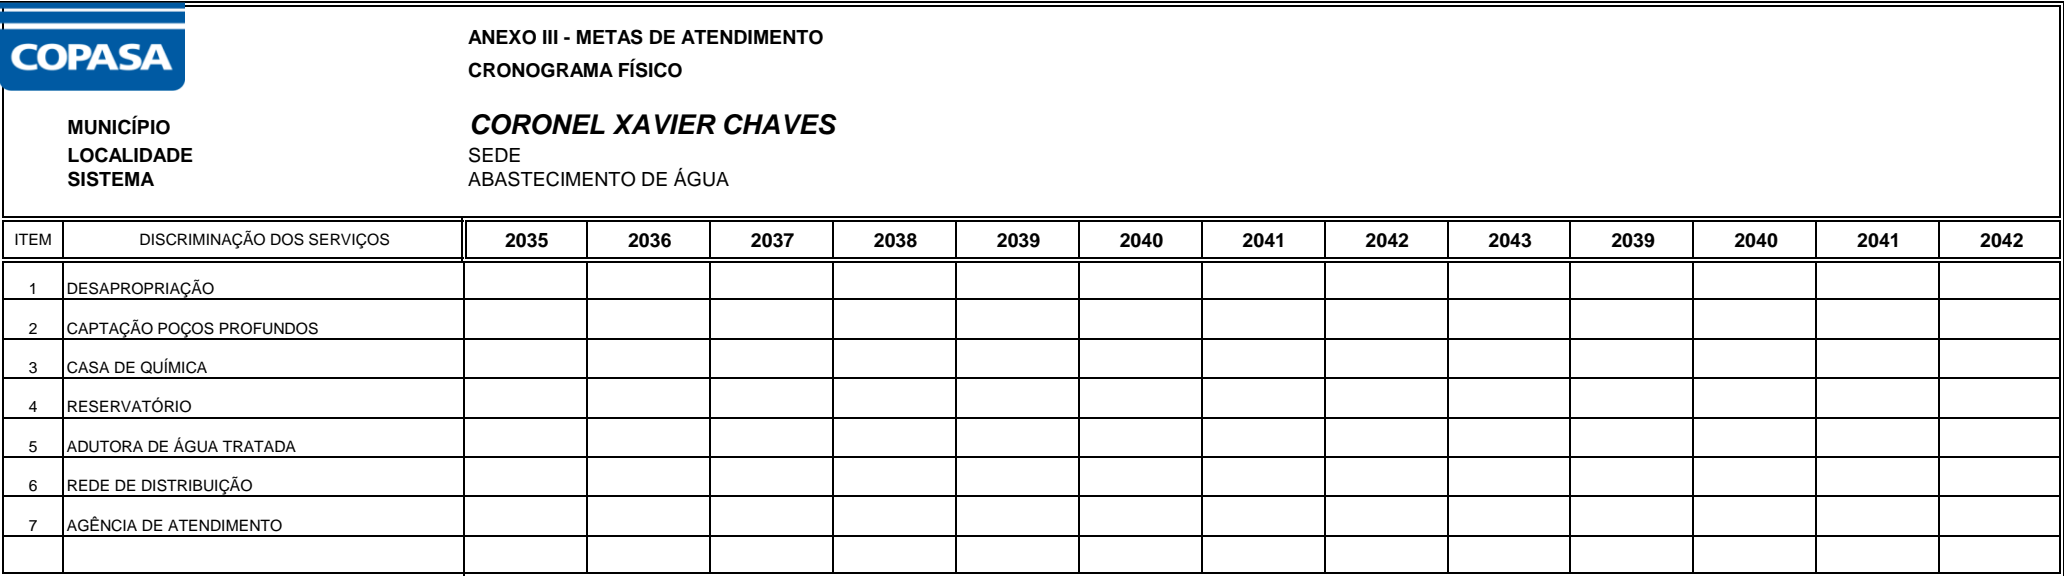 COPASA
ANEXO III - METAS DE ATENDIMENTO
CRONOGRAMA FÍSICO
MUNICÍPIO CORONEL XAVIER CHAVES
LOCALIDADE SEDE
SISTEMA ABASTECIMENTO DE ÁGUA
ITEM DISCRIMINAÇÃO DOS SERVIÇOS 2035 2036 2037 2038 2039 2040 2041 2042 2043 2039 2040 2041 2042
1 DESAPROPRIAÇÃO
2 CAPTAÇÃO POÇOS PROFUNDOS
3 CASA DE QUÍMICA
4 RESERVATÓRIO
5 ADUTORA DE ÁGUA TRATADA
6 REDE DE DISTRIBUIÇÃO
7 AGÊNCIA DE ATENDIMENTO